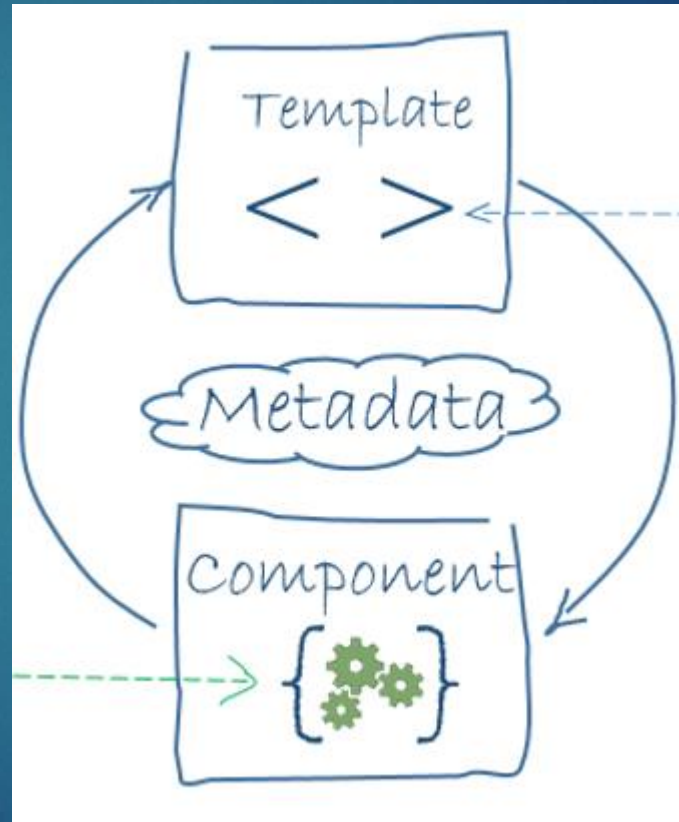 Template
< >
Metadata
Component
{ }